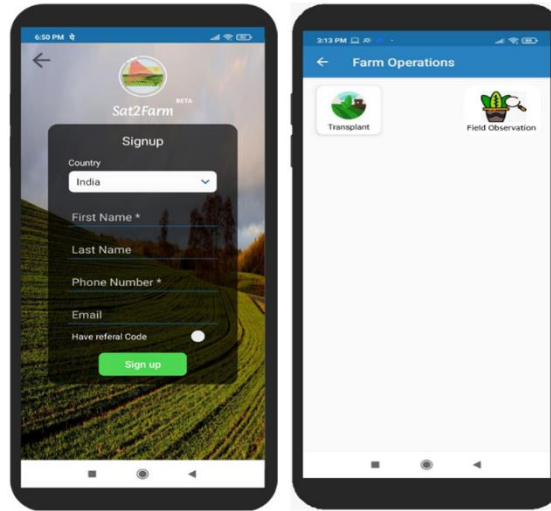 6:50 PM
Sat2Farm BETA
Signup
Country
India
First Name *
Last Name
Phone Number *
Email
Have referal Code
Sign up
3:13 PM
Farm Operations
Transplant
Field Observation